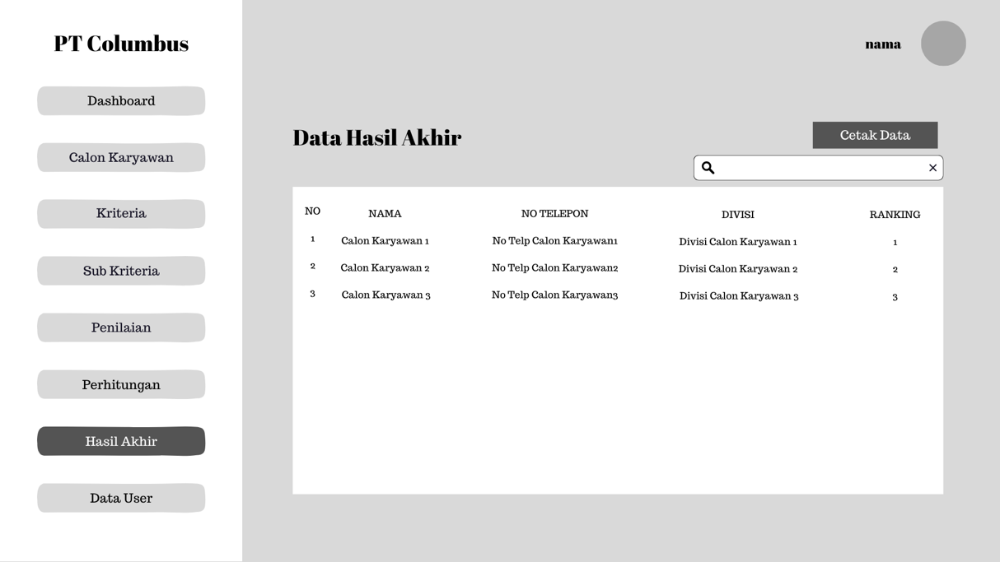 PT Columbus
Dashboard
Calon Karyawan
Kriteria
Sub Kriteria
Penilaian
Perhitungan
Hasil Akhir
Data User
nama
Data Hasil Akhir
Cetak Data
NO NAMA NO TELEPON DIVISI RANKING
1 Calon Karyawan 1 No Telp Calon Karyawan1 Divisi Calon Karyawan 1 1
2 Calon Karyawan 2 No Telp Calon Karyawan2 Divisi Calon Karyawan 2 2
3 Calon Karyawan 3 No Telp Calon Karyawan3 Divisi Calon Karyawan 3 3